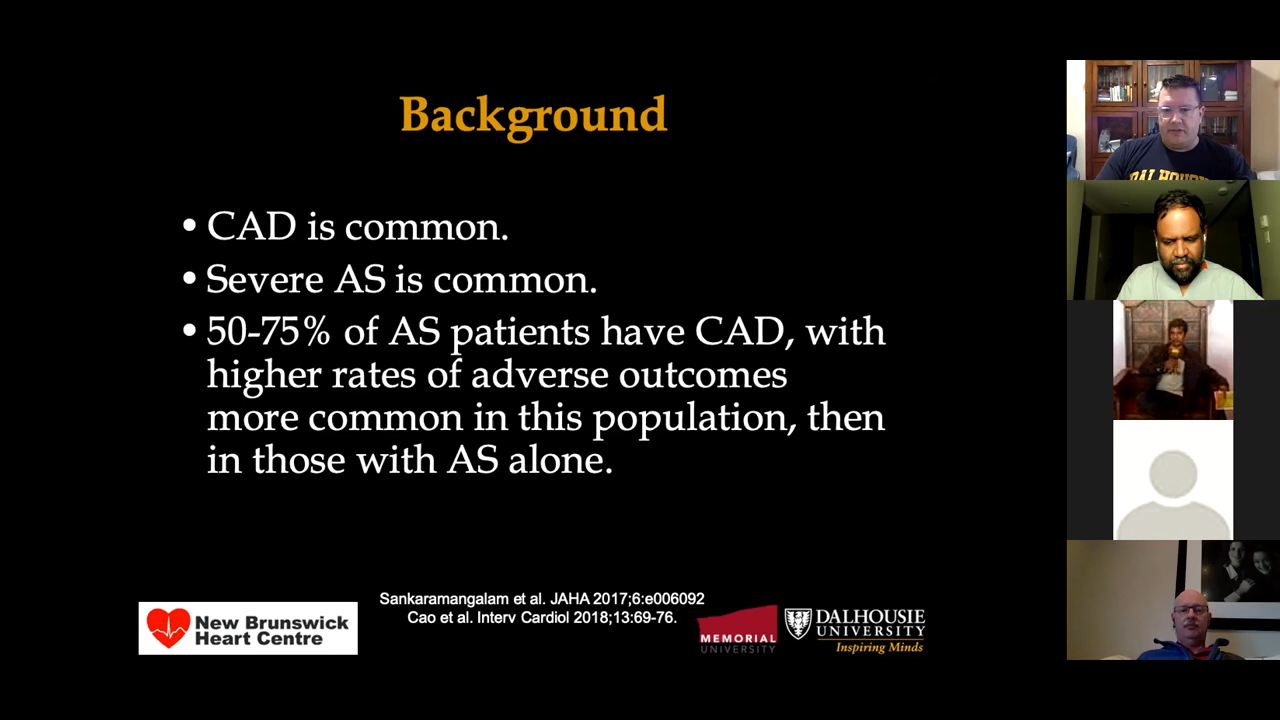 Background
• CAD is common.
• Severe AS is common.
• 50-75% of AS patients have CAD, with
higher rates of adverse outcomes
more common in this population, then
in those with AS alone.
Sankaramangalam et al. JAHA 2017;6:e006092
Cao et al. Interv Cardiol 2018;13:69-76.
New Brunswick
Heart Centre
MEMORIAL
UNIVERSITY
DALHOUSIE
UNIVERSITY
Inspiring Minds